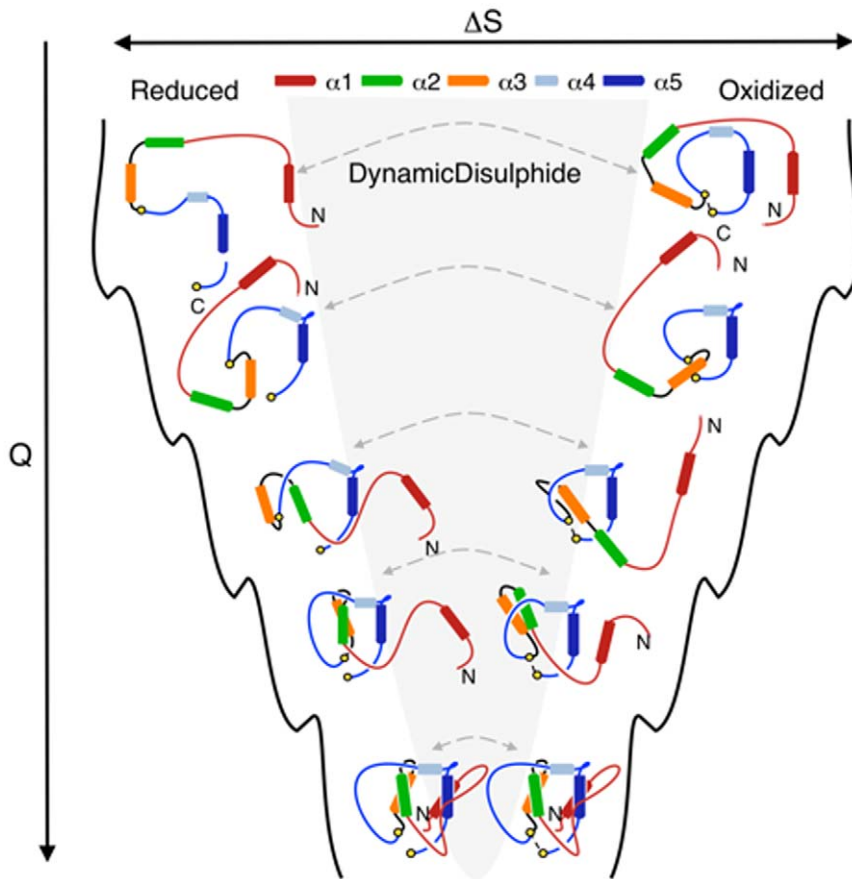 ΔS
α1 α2 α3 α4 α5
Reduced Oxidized
DynamicDisulphide
N
N
C
N
C
N
N
Q
N
N
N
N
N
N